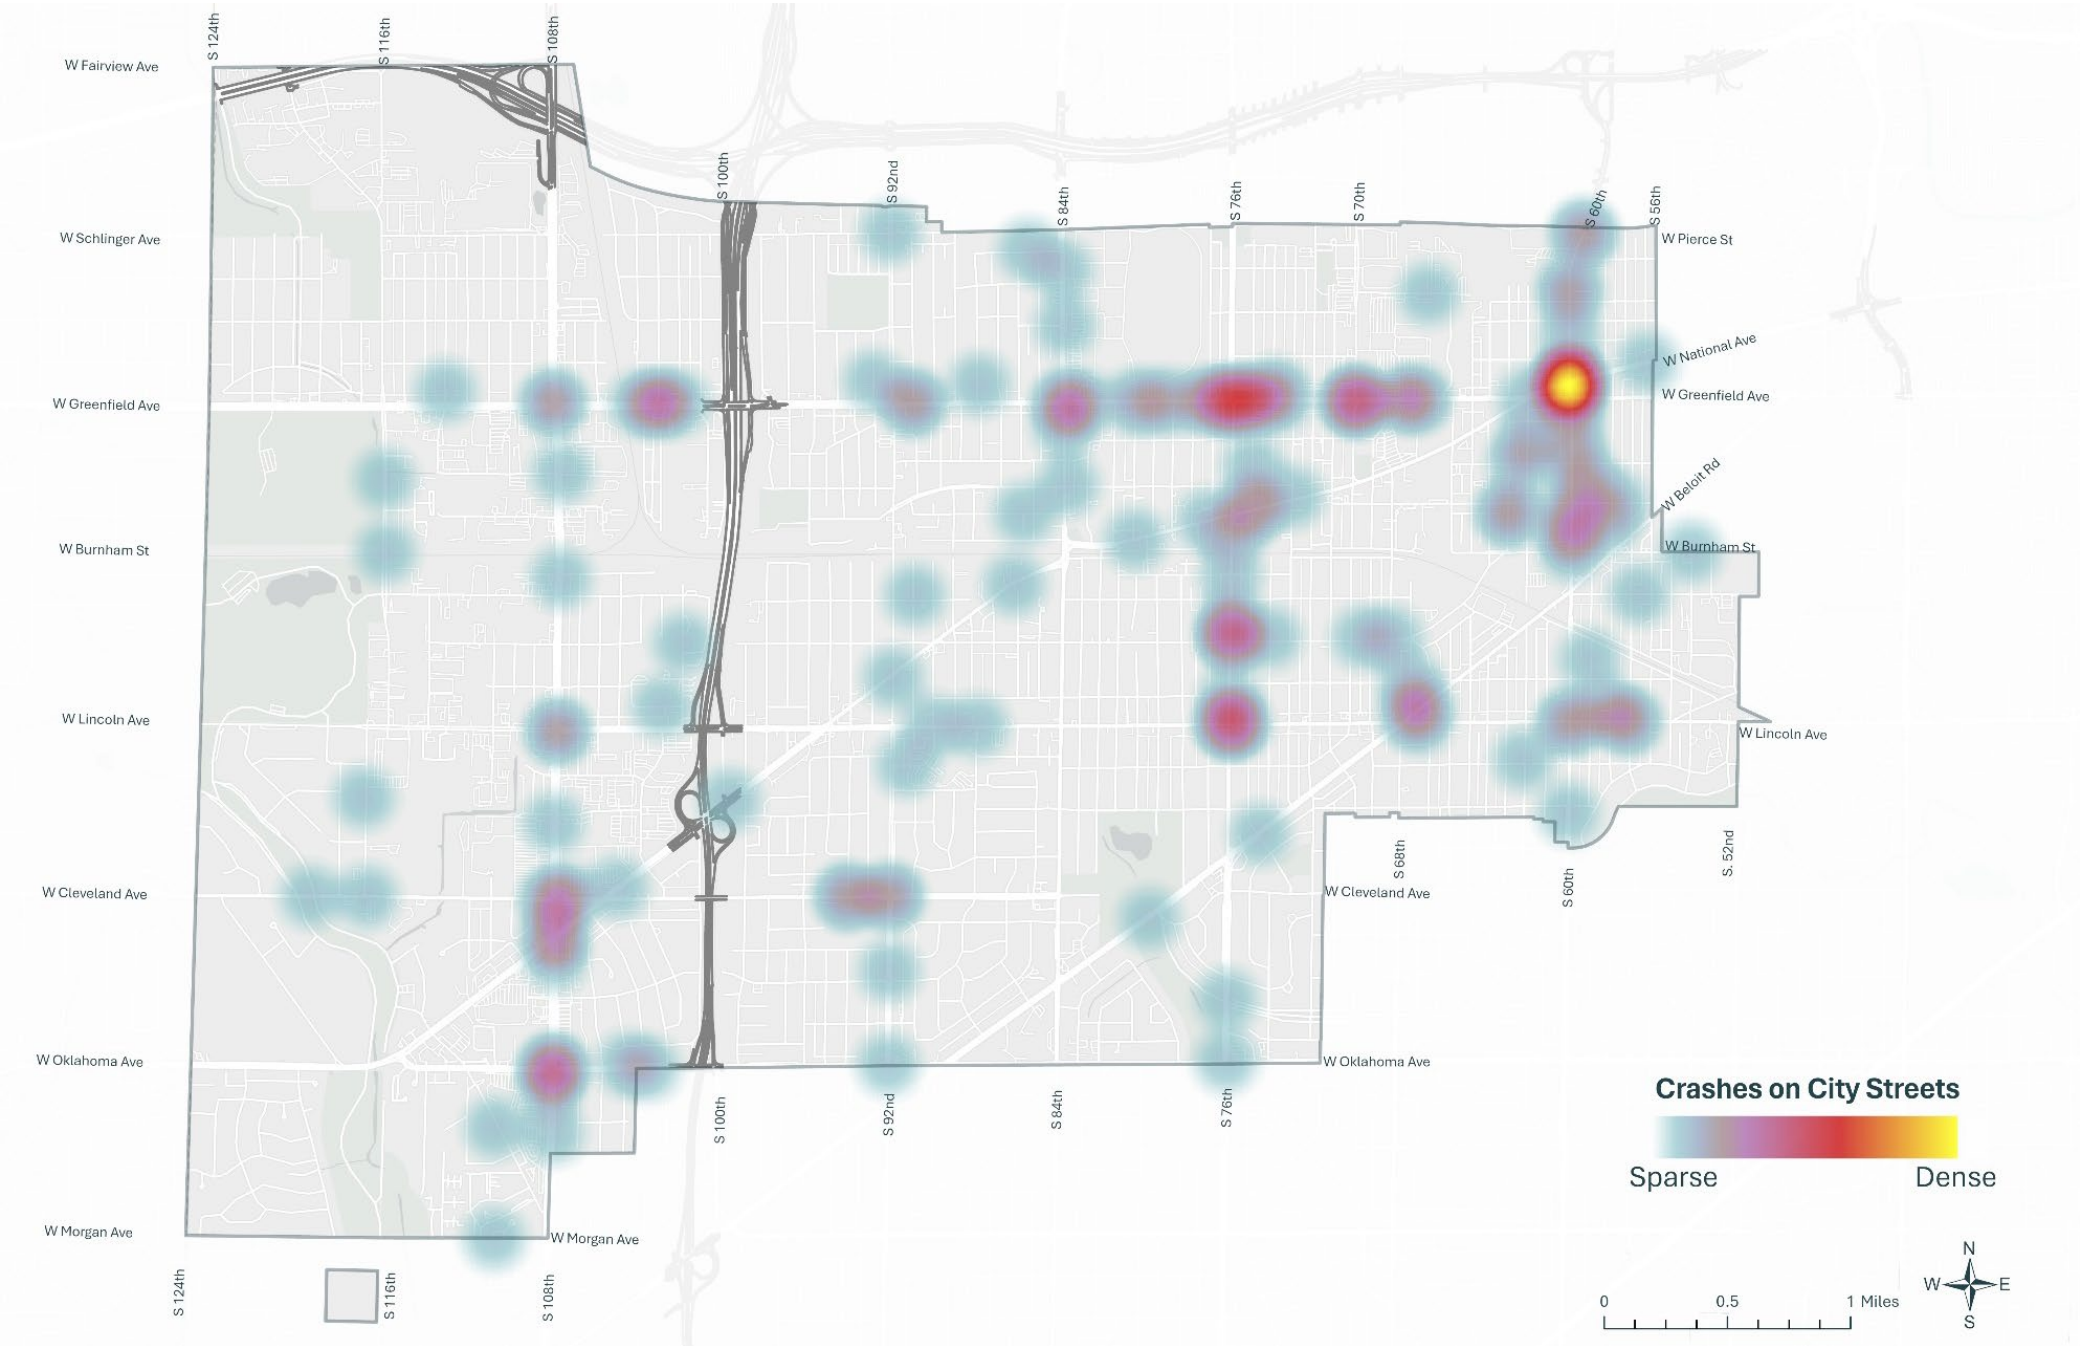 S 124th
S 116th
S 108th
W Fairview Ave
S 100th
S 92nd
S 84th
S 76th
S 70th
S 60th
S 56th
W Schlinger Ave
W Pierce St
W National Ave
W Greenfield Ave
W Greenfield Ave
W Beloit Rd
W Burnham St
W Burnham St
W Lincoln Ave
W Lincoln Ave
S 68th
S 60th
S. 52nd
W Cleveland Ave
W Cleveland Ave
W Oklahoma Ave
W Oklahoma Ave
S 100th
S 92nd
S 84th
S 76th
Crashes on City Streets
Sparse
Dense
W Morgan Ave
W Morgan Ave
S 124th
S 116th
S 108th
N
W
E
S
0
0.5
1 Miles